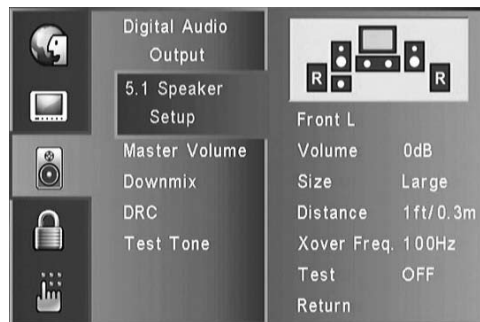 Digital Audio
Output
5.1 Speaker
Setup
Master Volume
Downmix
DRC
Test Tone
R
R
Front L
Volume 0dB
Size Large
Distance 1ft/0.3m
Xover Freq. 100Hz
Test OFF
Return